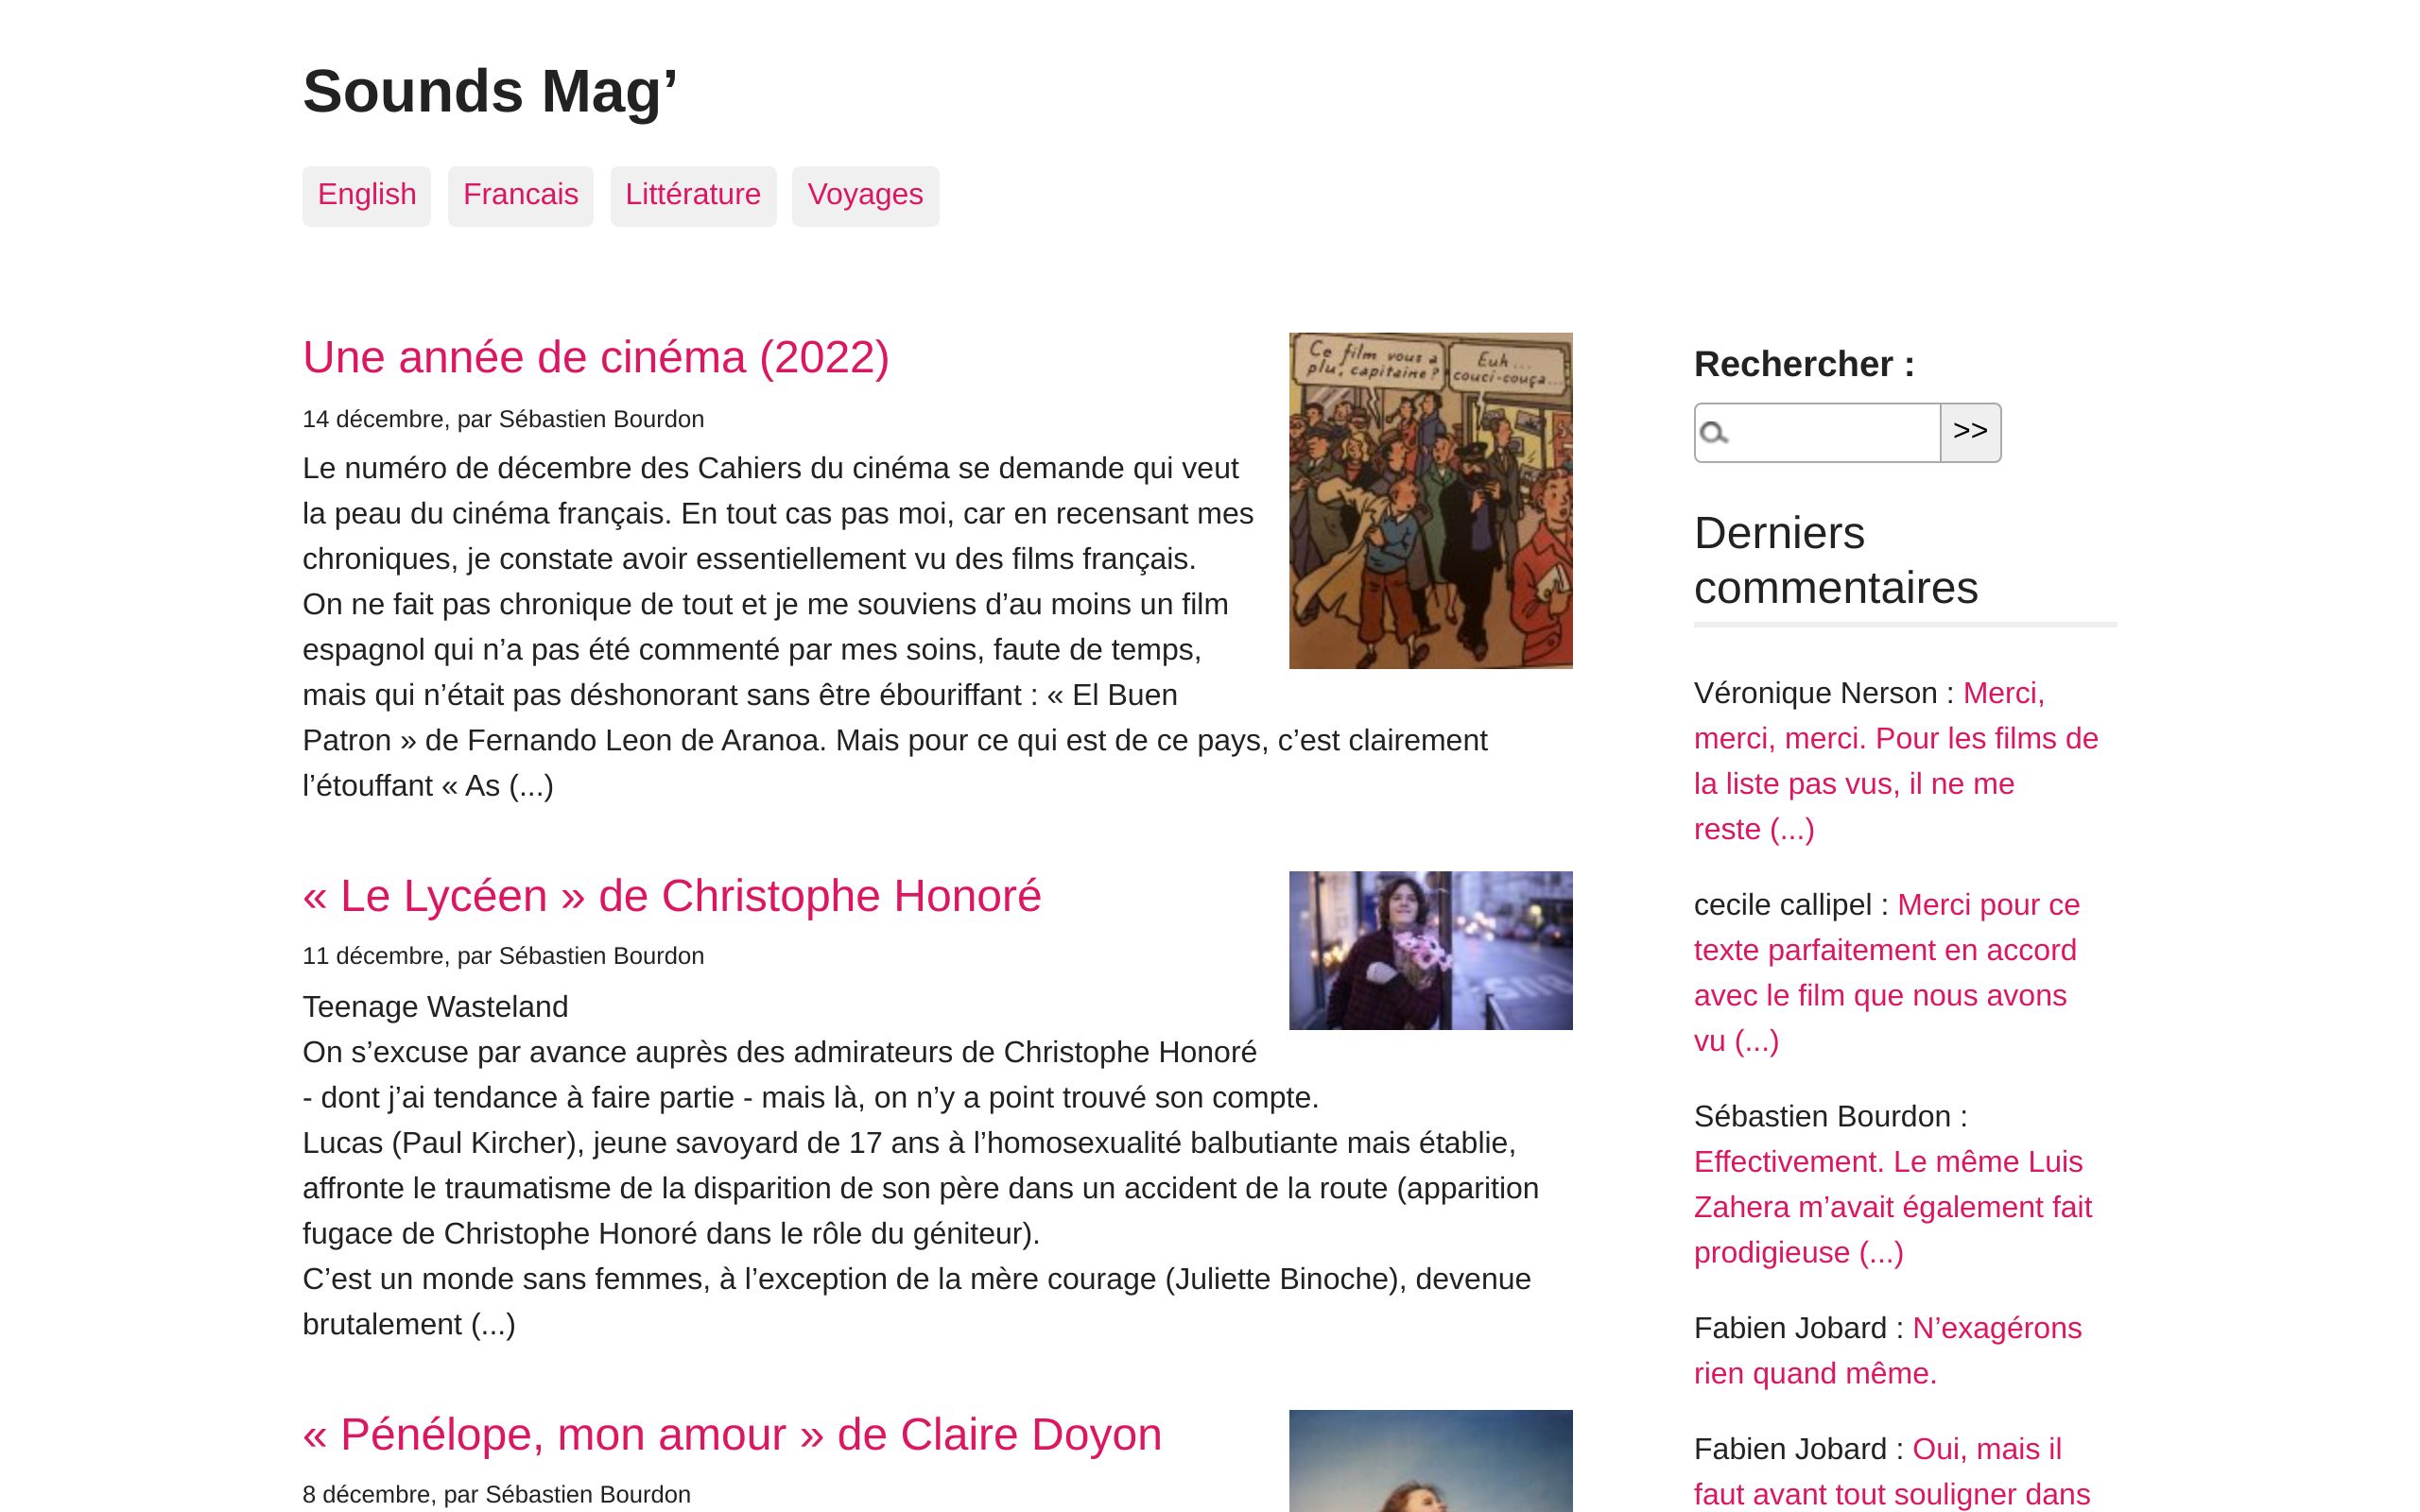 Sounds Mag’
English
Francais
Littérature
Voyages
Une année de cinéma (2022)
14 décembre, par Sébastien Bourdon
Le numéro de décembre des Cahiers du cinéma se demande qui veut
la peau du cinéma français. En tout cas pas moi, car en recensant mes
chroniques, je constate avoir essentiellement vu des films français.
On ne fait pas chronique de tout et je me souviens d’au moins un film
espagnol qui n’a pas été commenté par mes soins, faute de temps,
mais qui n’était pas déshonorant sans être ébouriffant : « El Buen
Patron » de Fernando Leon de Aranoa. Mais pour ce qui est de ce pays, c’est clairement
l’étouffant « As (...)
Ce film vous a
plu, capitaine ?
Euh ...
couci-couça...
« Le Lycéen » de Christophe Honoré
11 décembre, par Sébastien Bourdon
Teenage Wasteland
On s’excuse par avance auprès des admirateurs de Christophe Honoré
- dont j’ai tendance à faire partie - mais là, on n’y a point trouvé son compte.
Lucas (Paul Kircher), jeune savoyard de 17 ans à l’homosexualité balbutiante mais établie,
affronte le traumatisme de la disparition de son père dans un accident de la route (apparition
fugace de Christophe Honoré dans le rôle du géniteur).
C’est un monde sans femmes, à l’exception de la mère courage (Juliette Binoche), devenue
brutalement (...)
« Pénélope, mon amour » de Claire Doyon
8 décembre, par Sébastien Bourdon
Rechercher :
>>
Derniers
commentaires
Véronique Nerson : Merci,
merci, merci. Pour les films de
la liste pas vus, il ne me
reste (...)
cecile callipel : Merci pour ce
texte parfaitement en accord
avec le film que nous avons
vu (...)
Sébastien Bourdon :
Effectivement. Le même Luis
Zahera m’avait également fait
prodigieuse (...)
Fabien Jobard : N’exagérons
rien quand même.
Fabien Jobard : Oui, mais il
faut avant tout souligner dans